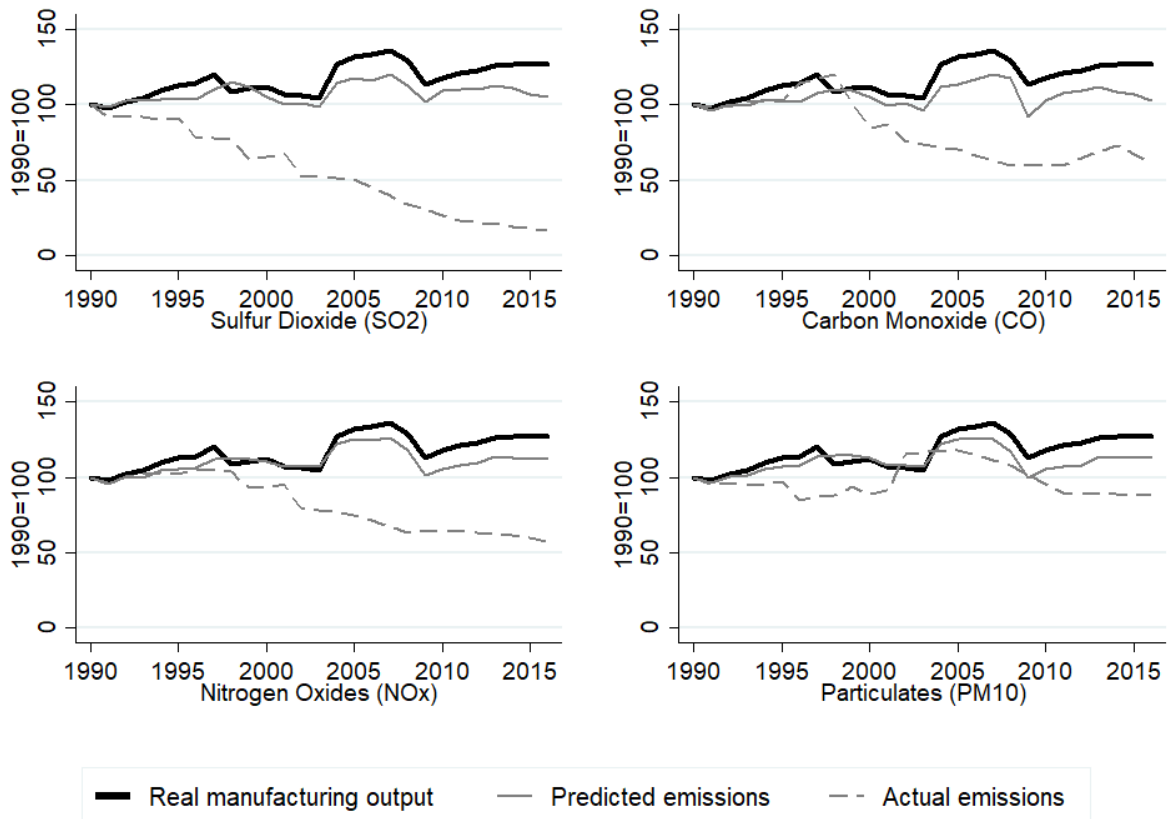 1990=100
0
50
100
150
1990 1995 2000 2005 2010 2015
Sulfur Dioxide (SO2)
1990=100
0
50
100
150
1990 1995 2000 2005 2010 2015
Carbon Monoxide (CO)
1990=100
0
50
100
150
1990 1995 2000 2005 2010 2015
Nitrogen Oxides (NOx)
1990=100
0
50
100
150
1990 1995 2000 2005 2010 2015
Particulates (PM10)
Real manufacturing output Predicted emissions Actual emissions